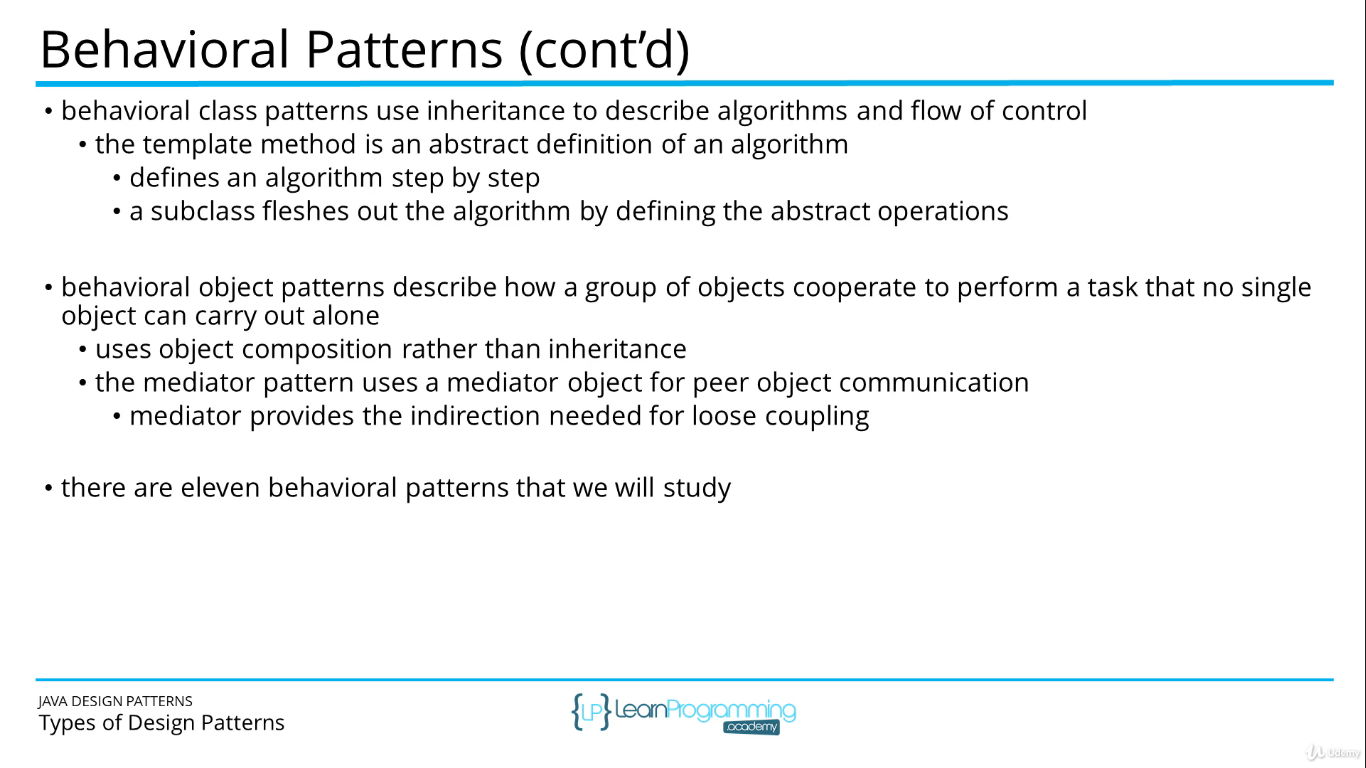 Behavioral Patterns (cont’d)
• behavioral class patterns use inheritance to describe algorithms and flow of control
• the template method is an abstract definition of an algorithm
• defines an algorithm step by step
• a subclass fleshes out the algorithm by defining the abstract operations
• behavioral object patterns describe how a group of objects cooperate to perform a task that no single
object can carry out alone
• uses object composition rather than inheritance
• the mediator pattern uses a mediator object for peer object communication
• mediator provides the indirection needed for loose coupling
• there are eleven behavioral patterns that we will study
JAVA DESIGN PATTERNS
Types of Design Patterns
{LP} LearnProgramming
.academy
Udemy